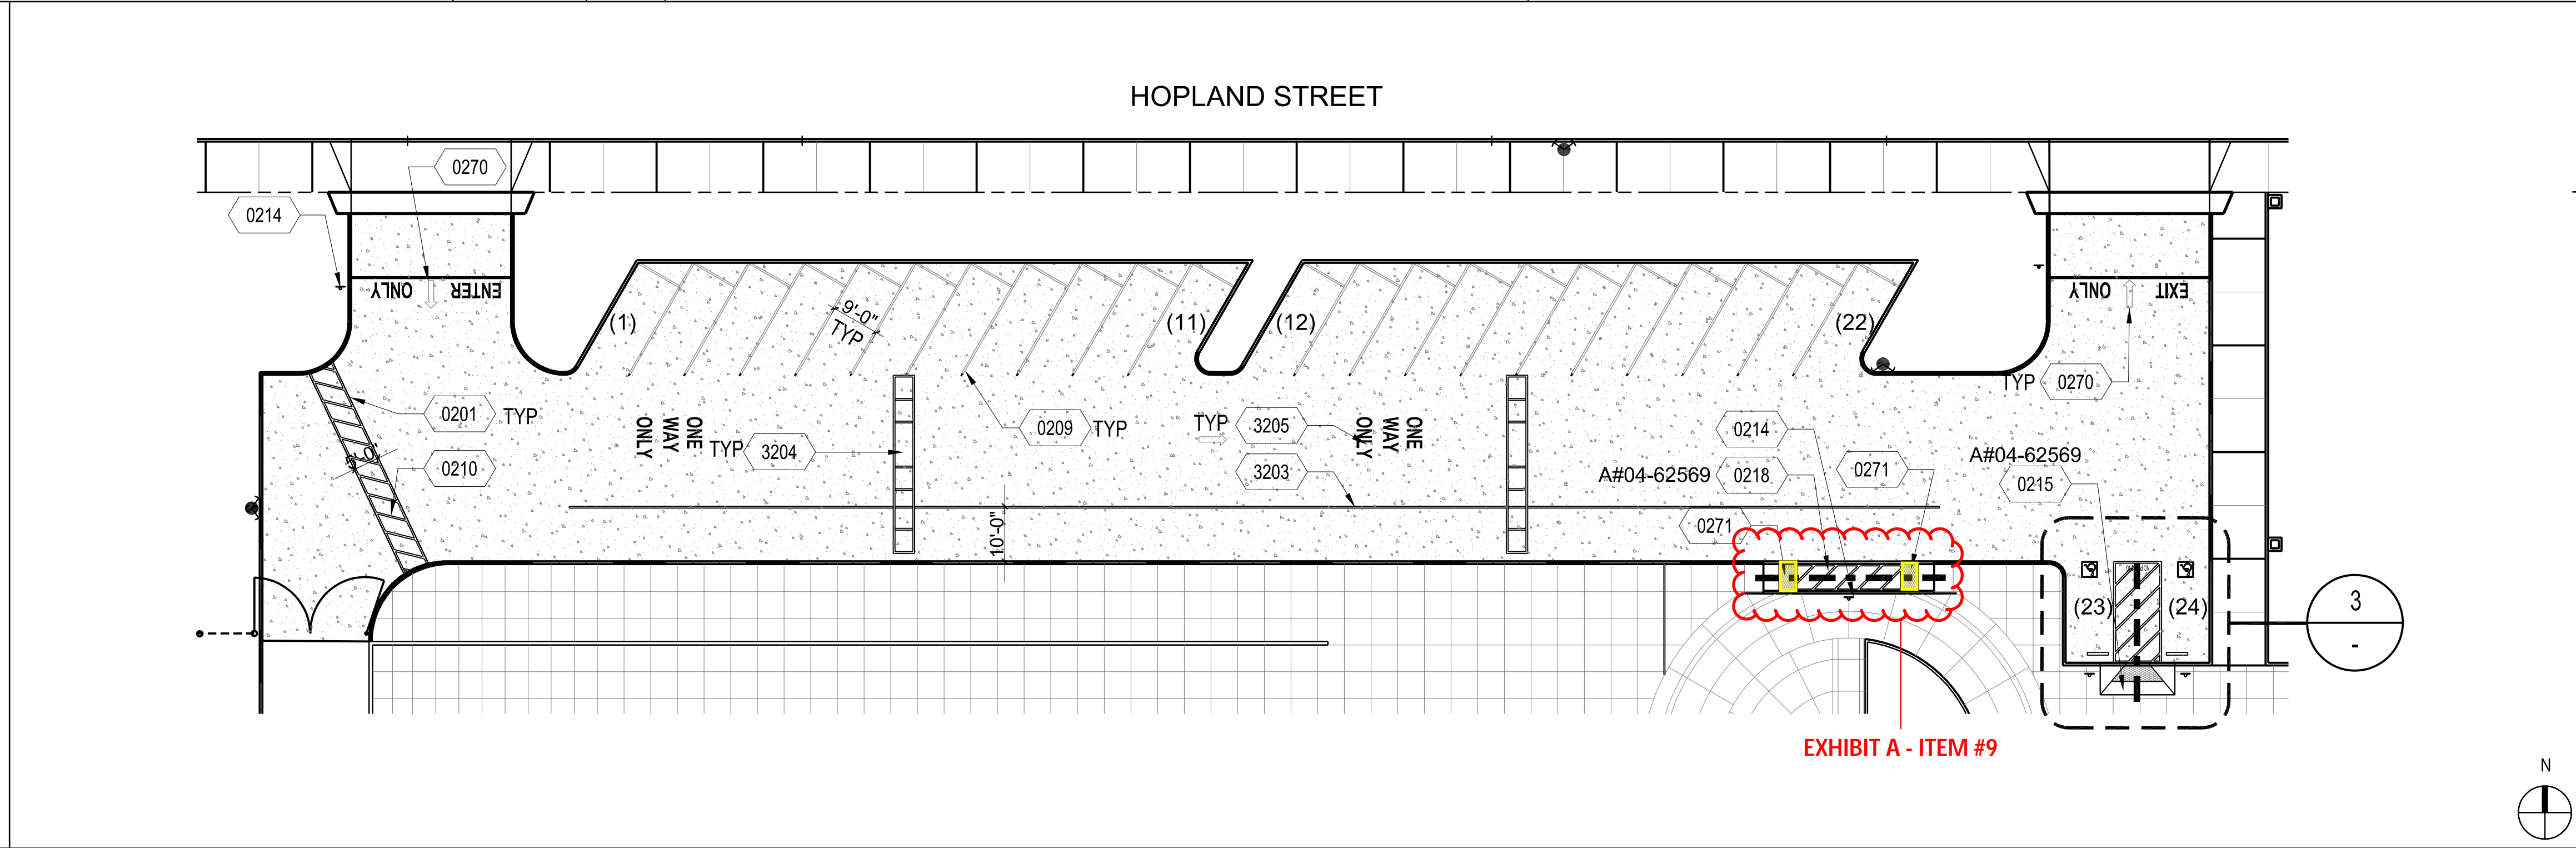 HOPLAND STREET
0270
0214
ENTER
ONLY
EXIT
ONLY
(1)
9'-0"
TYP
(11)
(12)
(22)
TYP
0270
0201
TYP
5'-0"
0210
ONE
WAY
ONLY
TYP
3204
0209
TYP
TYP
3205
3203
ONE
WAY
ONLY
0214
A#04-62569
0218
0271
0271
A#04-62569
0215
10'-0"
(23)
(24)
3
-
EXHIBIT A - ITEM #9
N